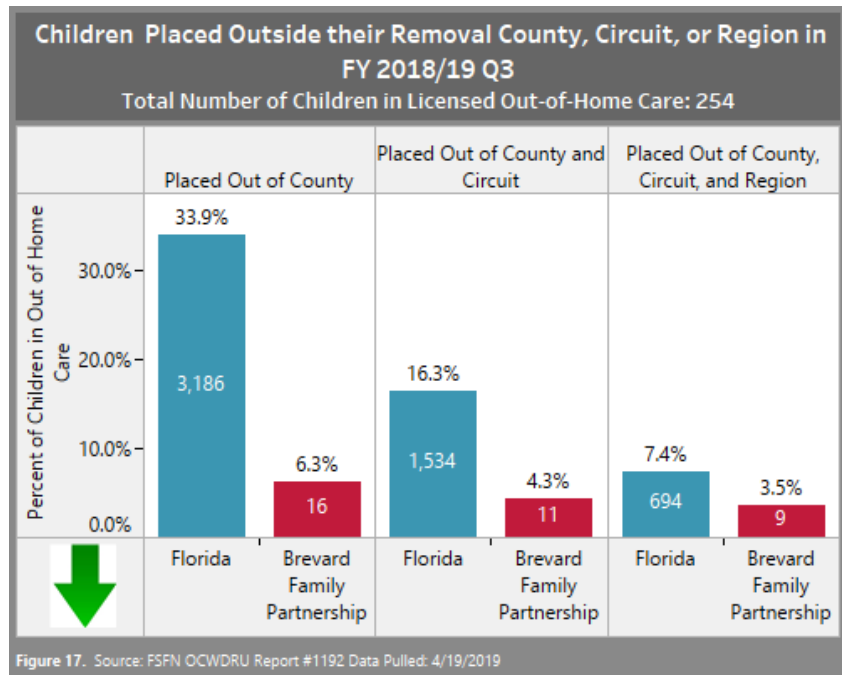 Children Placed Outside their Removal County, Circuit, or Region in
FY 2018/19 Q3
Total Number of Children in Licensed Out-of-Home Care: 254
Placed Out of County
Placed Out of County and
Circuit
Placed Out of County,
Circuit, and Region
Percent of Children in Out of Home
Care
30.0%
20.0%
10.0%
0.0%
33.9%
3,186
6.3%
16
16.3%
1,534
4.3%
11
7.4%
694
3.5%
9
Florida
Brevard
Family
Partnership
Florida
Brevard
Family
Partnership
Florida
Brevard
Family
Partnership
Figure 17. Source: FSFN OCWDRU Report #1192 Data Pulled: 4/19/2019